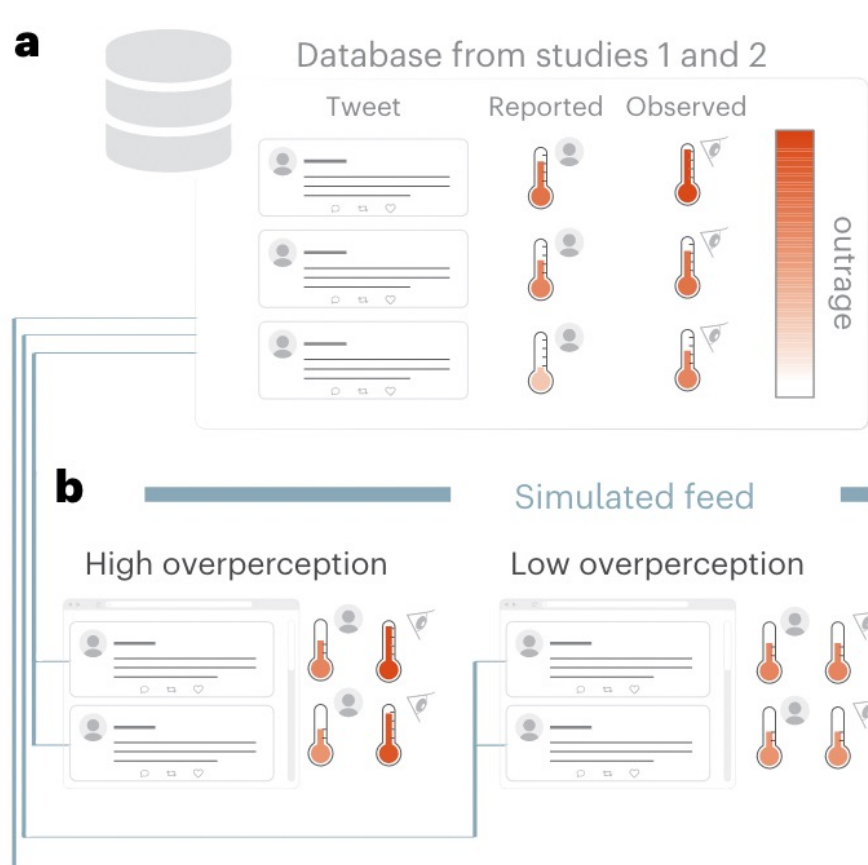 a
Database from studies 1 and 2
Tweet Reported Observed
outrage
b
Simulated feed
High overperception Low overperception